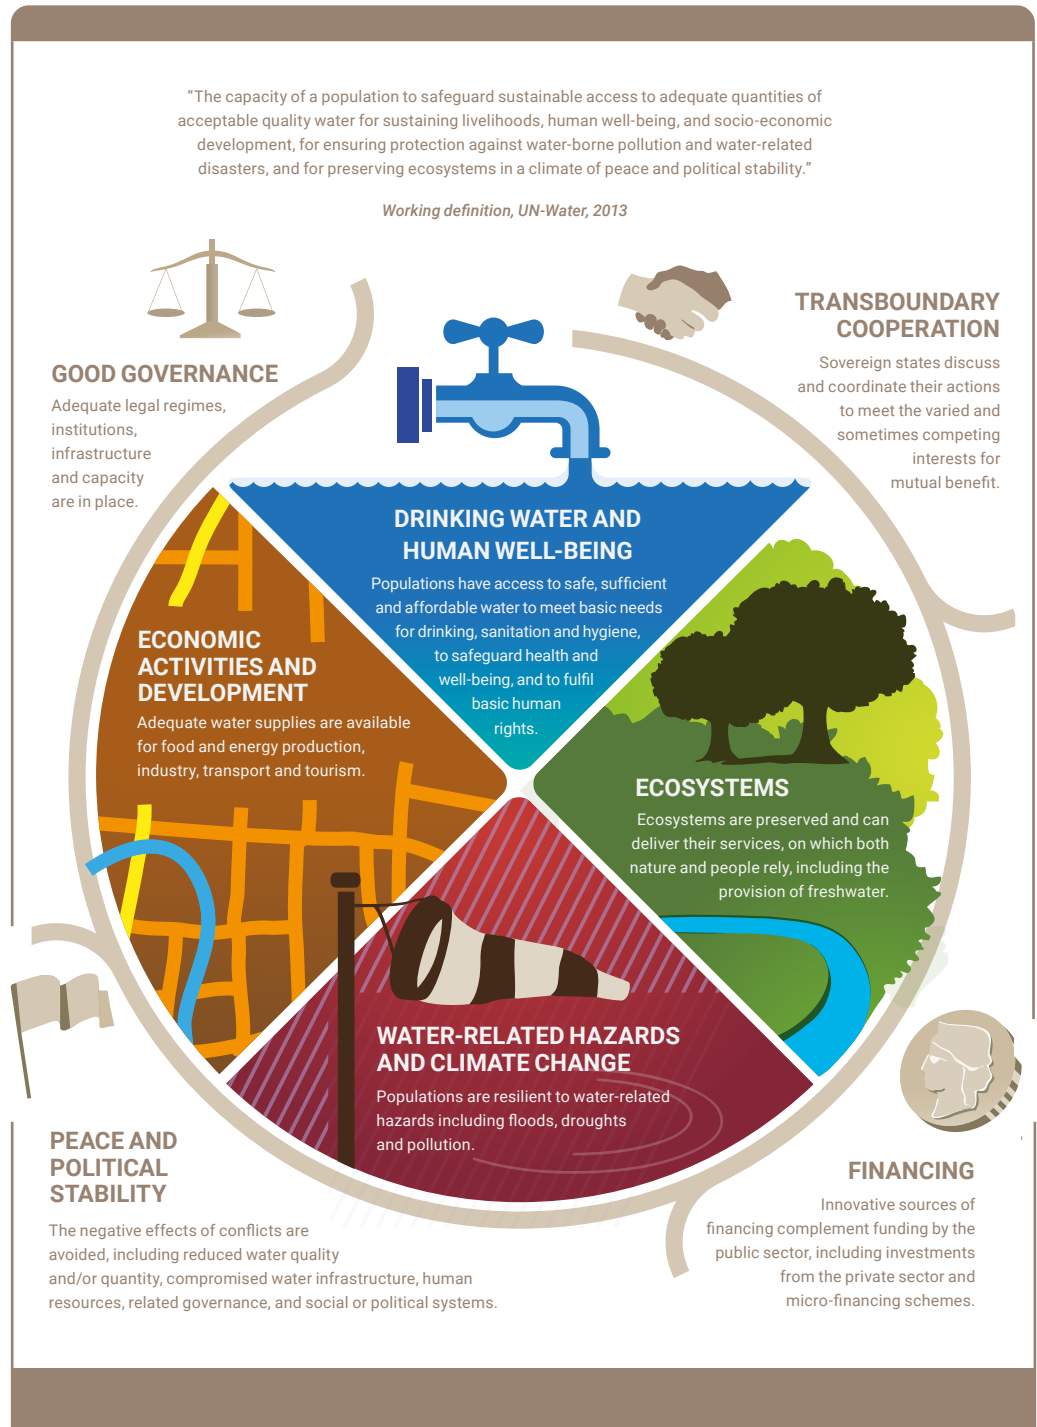 “The capacity of a population to safeguard sustainable access to adequate quantities of
acceptable quality water for sustaining livelihoods, human well-being, and socio-economic
development, for ensuring protection against water-borne pollution and water-related
disasters, and for preserving ecosystems in a climate of peace and political stability.”
Working definition, UN-Water, 2013
GOOD GOVERNANCE
Adequate legal regimes,
institutions,
infrastructure
and capacity
are in place.
TRANSBOUNDARY
COOPERATION
Sovereign states discuss
and coordinate their actions
to meet the varied and
sometimes competing
interests for
mutual benefit.
DRINKING WATER AND
HUMAN WELL-BEING
Populations have access to safe, sufficient
and affordable water to meet basic needs
for drinking, sanitation and hygiene,
to safeguard health and
well-being, and to fulfil
basic human
rights.
ECONOMIC
ACTIVITIES AND
DEVELOPMENT
Adequate water supplies are available
for food and energy production,
industry, transport and tourism.
ECOSYSTEMS
Ecosystems are preserved and can
deliver their services, on which both
nature and people rely, including the
provision of freshwater.
WATER-RELATED HAZARDS
AND CLIMATE CHANGE
Populations are resilient to water-related
hazards including floods, droughts
and pollution.
PEACE AND
POLITICAL
STABILITY
The negative effects of conflicts are
avoided, including reduced water quality
and/or quantity, compromised water infrastructure, human
resources, related governance, and social or political systems.
FINANCING
Innovative sources of
financing complement funding by the
public sector, including investments
from the private sector and
micro-financing schemes.